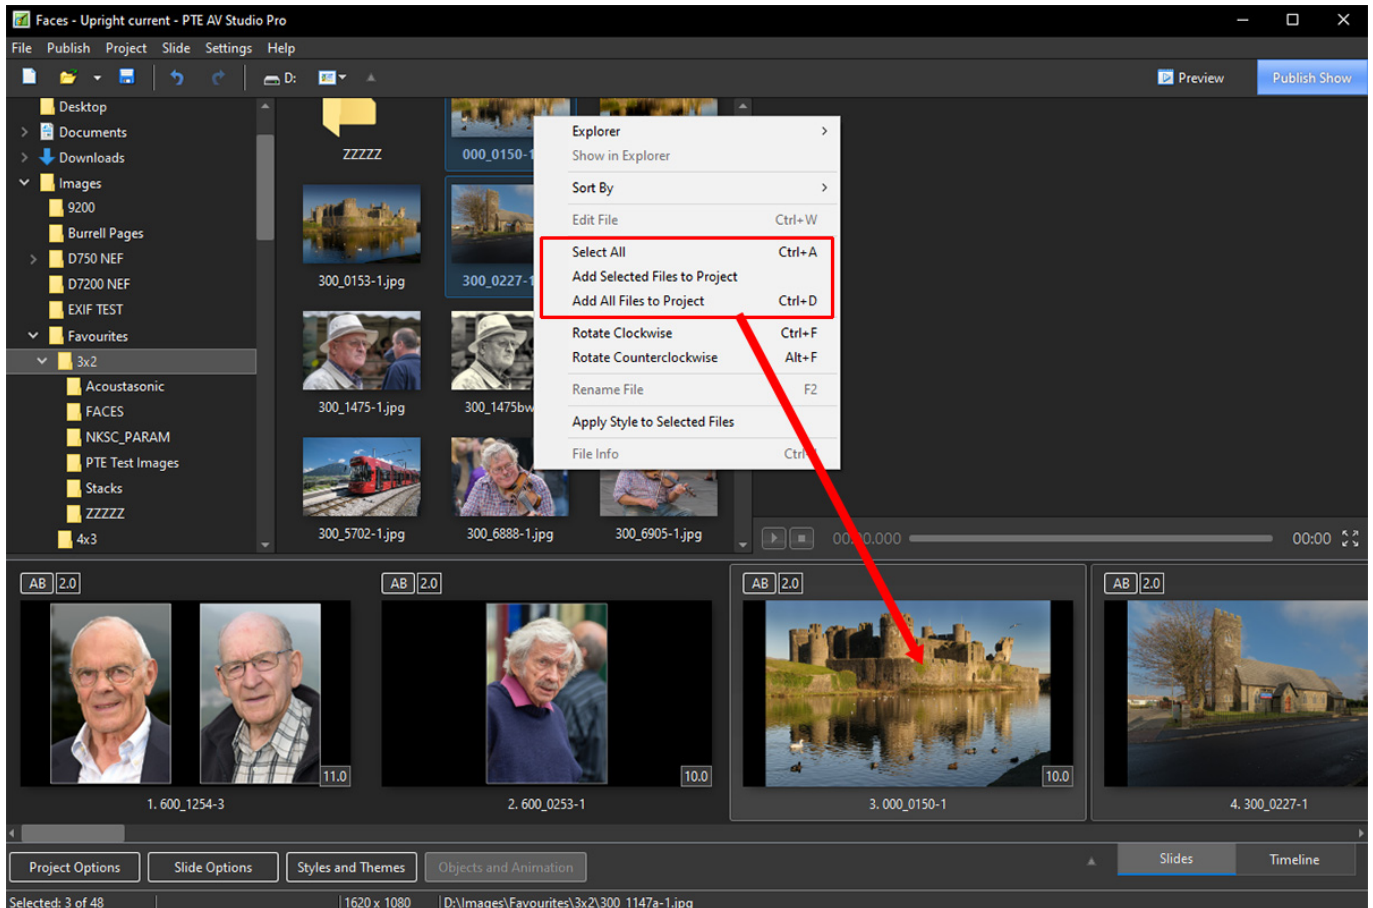 Faces - Upright current - PTE AV Studio Pro
File Publish Project Slide Settings Help
D:
Preview
Publish Show
Desktop
Documents
Downloads
Images
9200
Burrell Pages
D750 NEF
D7200 NEF
EXIF TEST
Favourites
3x2
Acoustasonic
FACES
NKSC_PARAM
PTE Test Images
Stacks
ZZZZZ
4x3
ZZZZZ
000_0150-1
300_0153-1.jpg
300_0227-1
300_1475-1.jpg
300_1475bw
300_5702-1.jpg
300_6888-1.jpg
300_6905-1.jpg
Explorer
Show in Explorer
Sort By
Edit File Ctrl+W
Select All Ctrl+A
Add Selected Files to Project
Add All Files to Project Ctrl+D
Rotate Clockwise Ctrl+F
Rotate Counterclockwise Alt+F
Rename File F2
Apply Style to Selected Files
File Info
00:00
AB 2.0
11.0
1. 600_1254-3
AB 2.0
10.0
2. 600_0253-1
AB 2.0
10.0
3. 000_0150-1
AB 2.0
4. 300_0227-1
Project Options
Slide Options
Styles and Themes
Objects and Animation
Slides
Timeline
Selected: 3 of 48
1620 x 1080
D:\Images\Favourites\3x2\300_1147a-1.jpg